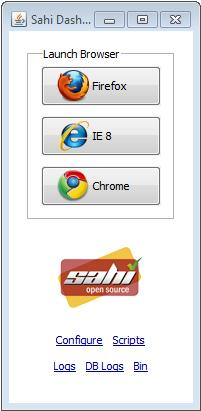 Sahi Dash...
Launch Browser
Firefox
IE 8
Chrome
sahi
open source
Configure Scripts
Logs DB Logs Bin